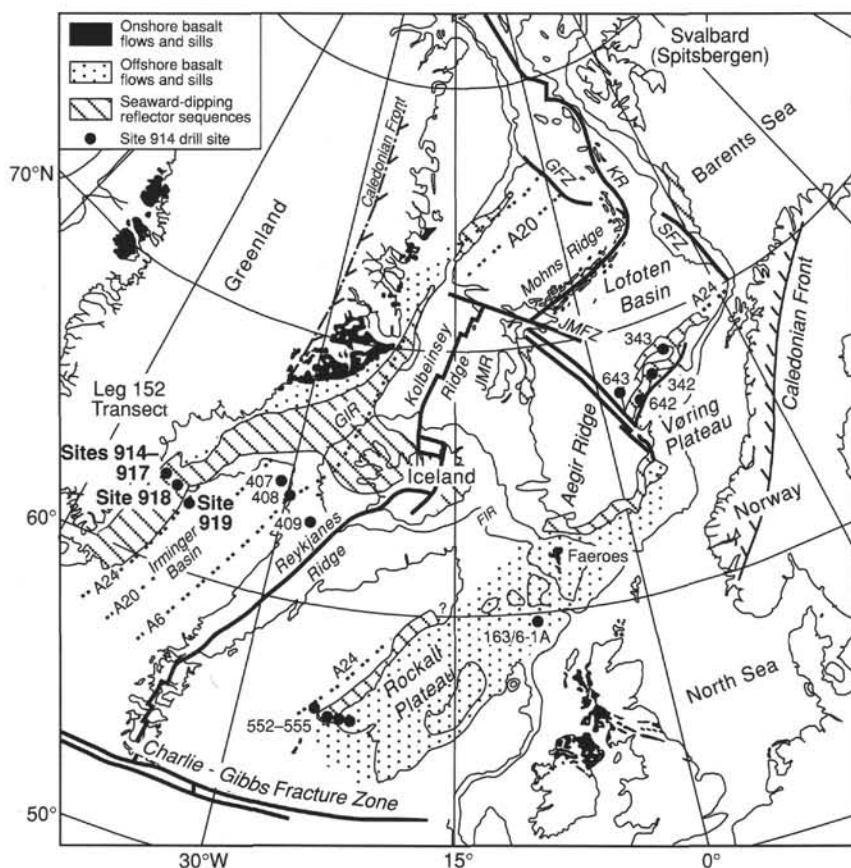 Onshore basalt
flows and sills
Offshore basalt
flows and sills
Seaward-dipping
reflector sequences
Site 914 drill site
Svalbard
(Spitsbergen)
Barents Sea
Caledonian Front
KR
GFZ
70°N
Greenland
A20
SFZ
Mohns Ridge
Lofoten
Basin
A24
JMFZ
343
Caledonian Front
Kolbeinsey
Ridge
JMR
Leg 152
Transect
643
342
642
Vøring
Plateau
GIR
Aegir Ridge
Sites 914–
917
Iceland
407
Site 918
408
Site
919
Norway
60°
409
FIR
Reykjanes
Ridge
Irminger
Basin
Faeroes
A24
A20
A6
?
163/6-1A
A24
Rockall
Plateau
North Sea
552–555
Charlie - Gibbs Fracture Zone
50°
30°W
15°
0°